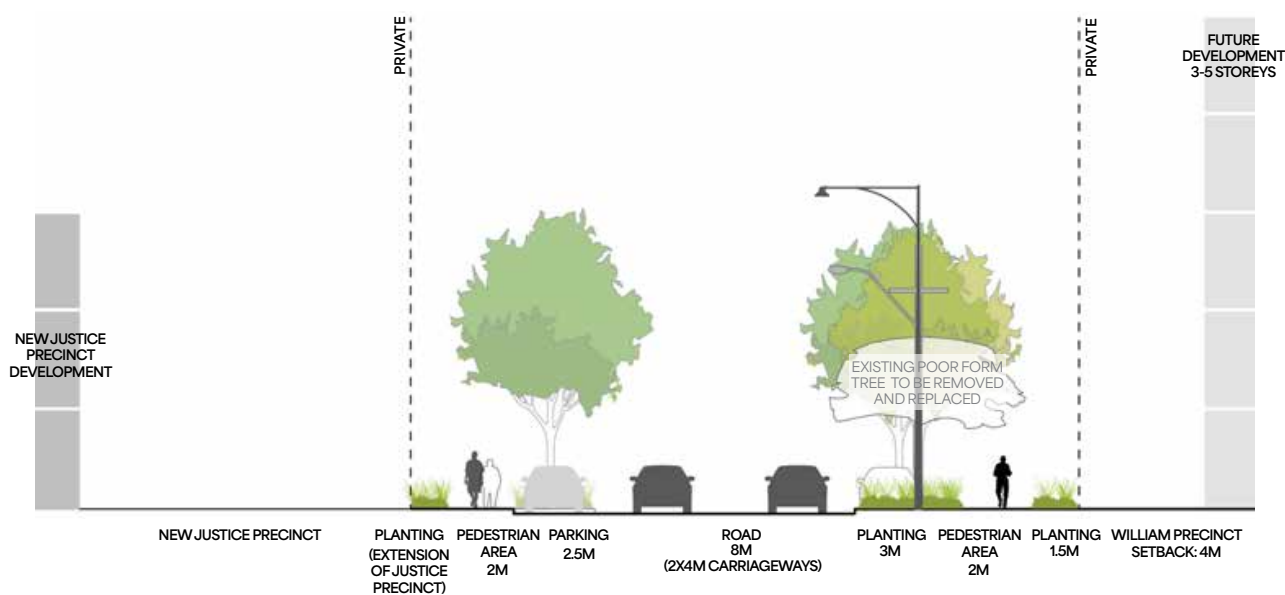 PRIVATE
PRIVATE
FUTURE
DEVELOPMENT
3-5 STOREYS
NEW JUSTICE
PRECINCT
DEVELOPMENT
EXISTING POOR FORM
TREE TO BE REMOVED
AND REPLACED
NEW JUSTICE PRECINCT
PLANTING
(EXTENSION
OF JUSTICE
PRECINCT)
PEDESTRIAN
AREA
2M
PARKING
2.5M
ROAD
8M
(2X4M CARRIAGEWAYS)
PLANTING
3M
PEDESTRIAN
AREA
2M
PLANTING
1.5M
WILLIAM PRECINCT
SETBACK: 4M